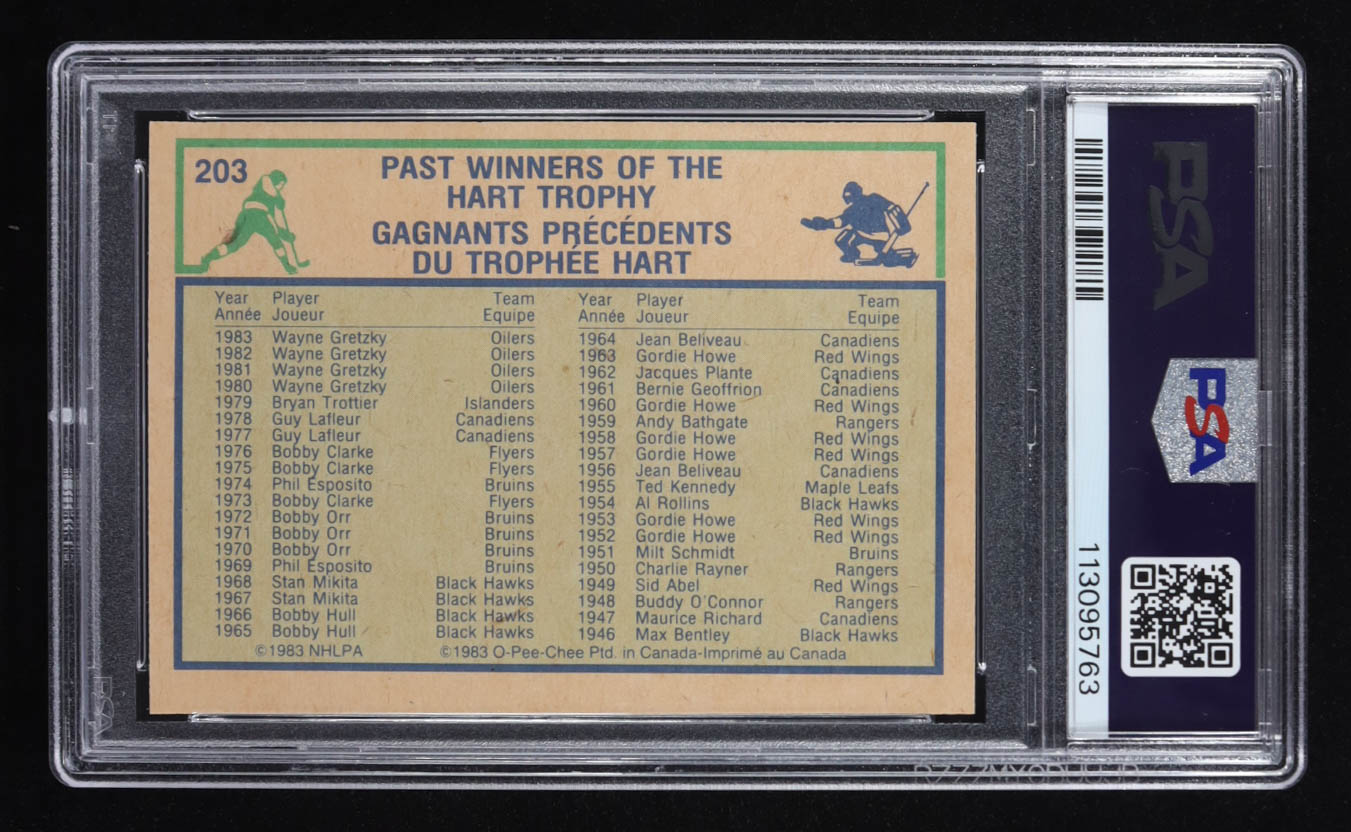 203
PAST WINNERS OF THE
HART TROPHY
GAGNANTS PRÉCÉDENTS
DU TROPHÉE HART
Year Player Team
Année Joueur Equipe
1983 Wayne Gretzky Oilers
1982 Wayne Gretzky Oilers
1981 Wayne Gretzky Oilers
1980 Wayne Gretzky Oilers
1979 Bryan Trottier Islanders
1978 Guy Lafleur Canadiens
1977 Guy Lafleur Canadiens
1976 Bobby Clarke Flyers
1975 Bobby Clarke Flyers
1974 Phil Esposito Bruins
1973 Bobby Clarke Flyers
1972 Bobby Orr Bruins
1971 Bobby Orr Bruins
1970 Bobby Orr Bruins
1969 Phil Esposito Bruins
1968 Stan Mikita Black Hawks
1967 Stan Mikita Black Hawks
1966 Bobby Hull Black Hawks
1965 Bobby Hull Black Hawks
Year Player Team
Année Joueur Equipe
1964 Jean Beliveau Canadiens
1963 Gordie Howe Red Wings
1962 Jacques Plante Canadiens
1961 Bernie Geoffrion Canadiens
1960 Gordie Howe Red Wings
1959 Andy Bathgate Rangers
1958 Gordie Howe Red Wings
1957 Gordie Howe Red Wings
1956 Jean Beliveau Canadiens
1955 Ted Kennedy Maple Leafs
1954 Al Rollins Black Hawks
1953 Gordie Howe Red Wings
1952 Gordie Howe Red Wings
1951 Milt Schmidt Bruins
1950 Charlie Rayner Rangers
1949 Sid Abel Red Wings
1948 Buddy O'Connor Rangers
1947 Maurice Richard Canadiens
1946 Max Bentley Black Hawks
©1983 NHLPA ©1983 O-Pee-Chee Ptd. in Canada-Imprimé au Canada
PSA
PSA
113095763
PSA